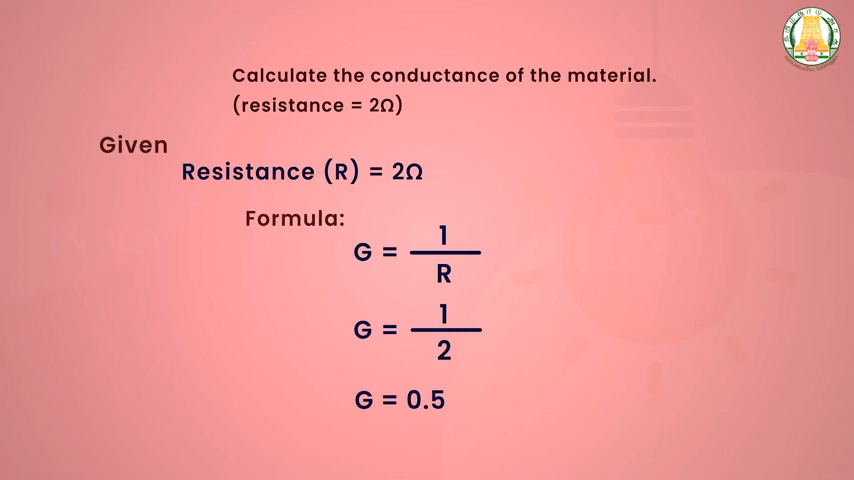 Calculate the conductance of the material.
(resistance = 2Ω)
Given
Resistance (R) = 2Ω
Formula:
G = 1/R
G = 1/2
G = 0.5